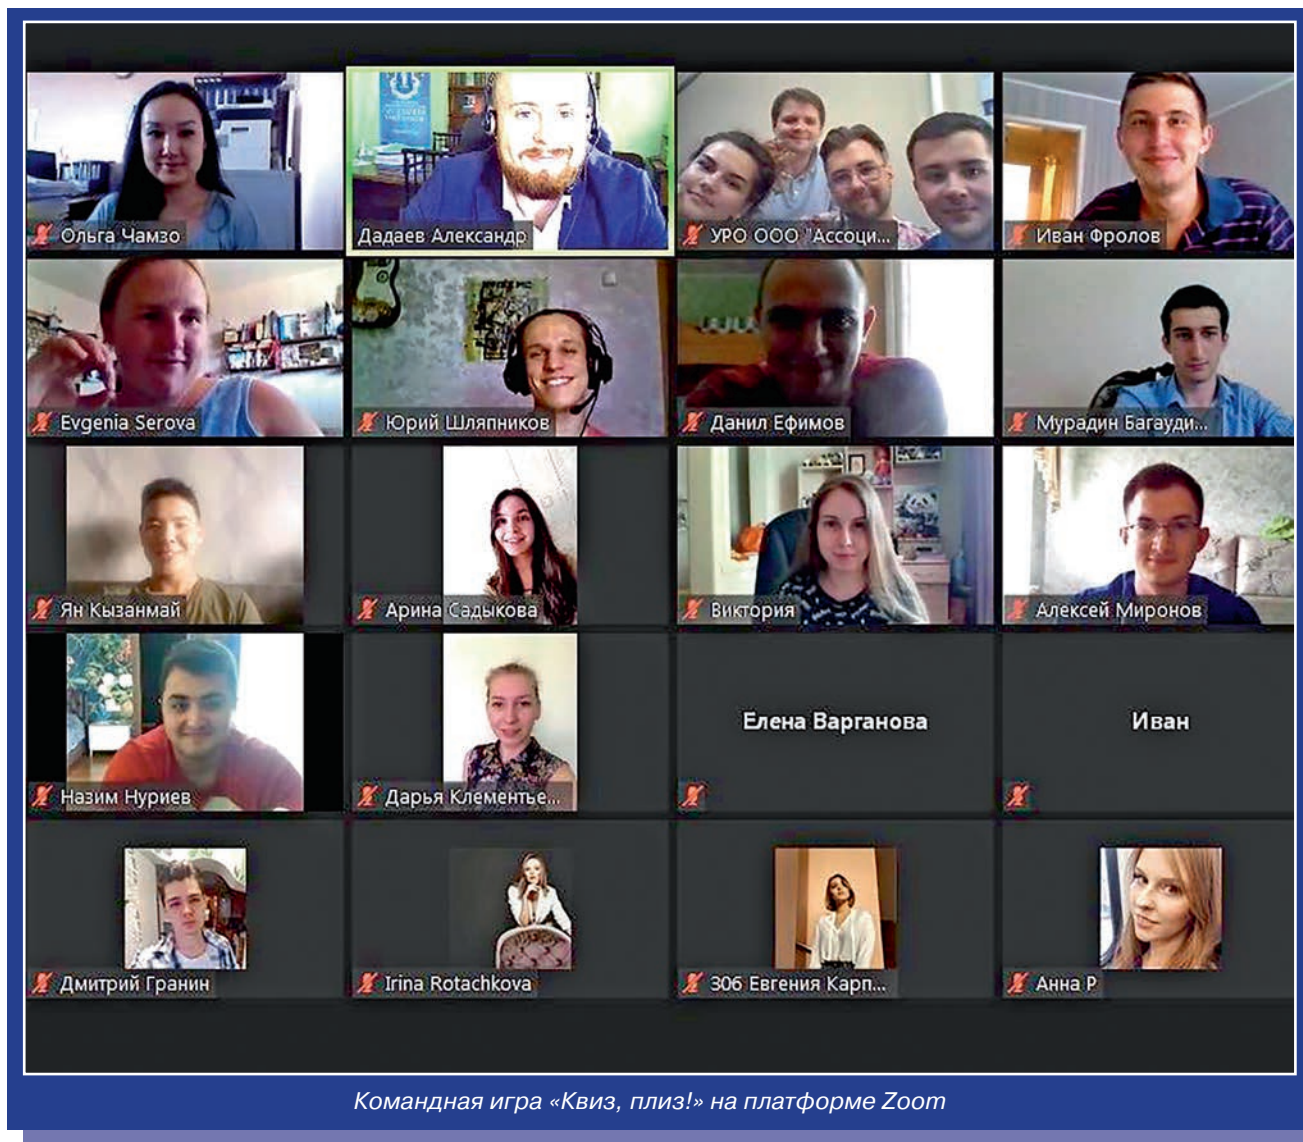 Ольга Чамзо
Дадаев Александр
УРО ООО "Ассоци...
Иван Фролов
Evgenia Serova
Юрий Шляпников
Данил Ефимов
Мурадин Багауди...
Ян Кызанмай
Арина Садыкова
Виктория
Алексей Миронов
Назим Нуриев
Дарья Клементье...
Елена Варганова
Иван
Дмитрий Гранин
Irina Rotachkova
306 Евгения Карп...
Анна Р
Командная игра «Квиз, плиз!» на платформе Zoom